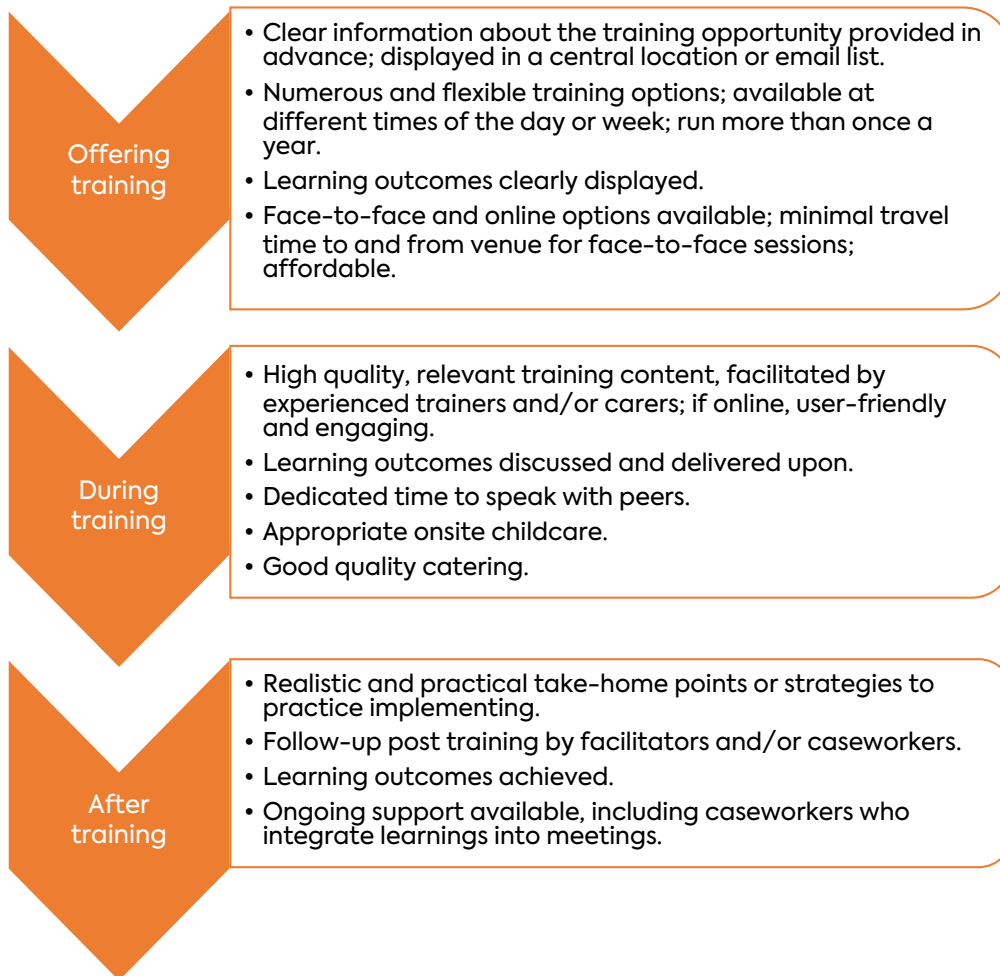 Offering
training
• Clear information about the training opportunity provided in
advance; displayed in a central location or email list.
• Numerous and flexible training options; available at
different times of the day or week; run more than once a
year.
• Learning outcomes clearly displayed.
• Face-to-face and online options available; minimal travel
time to and from venue for face-to-face sessions;
affordable.
During
training
• High quality, relevant training content, facilitated by
experienced trainers and/or carers; if online, user-friendly
and engaging.
• Learning outcomes discussed and delivered upon.
• Dedicated time to speak with peers.
• Appropriate onsite childcare.
• Good quality catering.
After
training
• Realistic and practical take-home points or strategies to
practice implementing.
• Follow-up post training by facilitators and/or caseworkers.
• Learning outcomes achieved.
• Ongoing support available, including caseworkers who
integrate learnings into meetings.